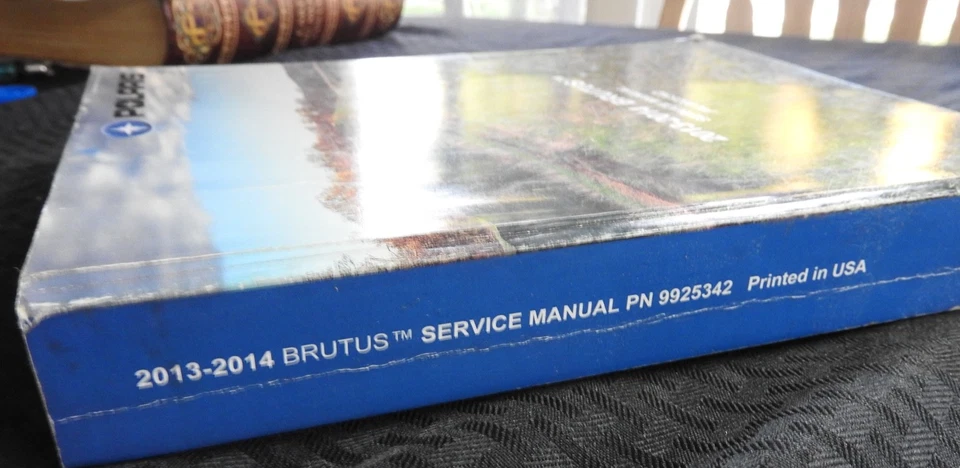 POLARIS
2013-2014 BRUTUS™ SERVICE MANUAL PN 9925342 Printed in USA